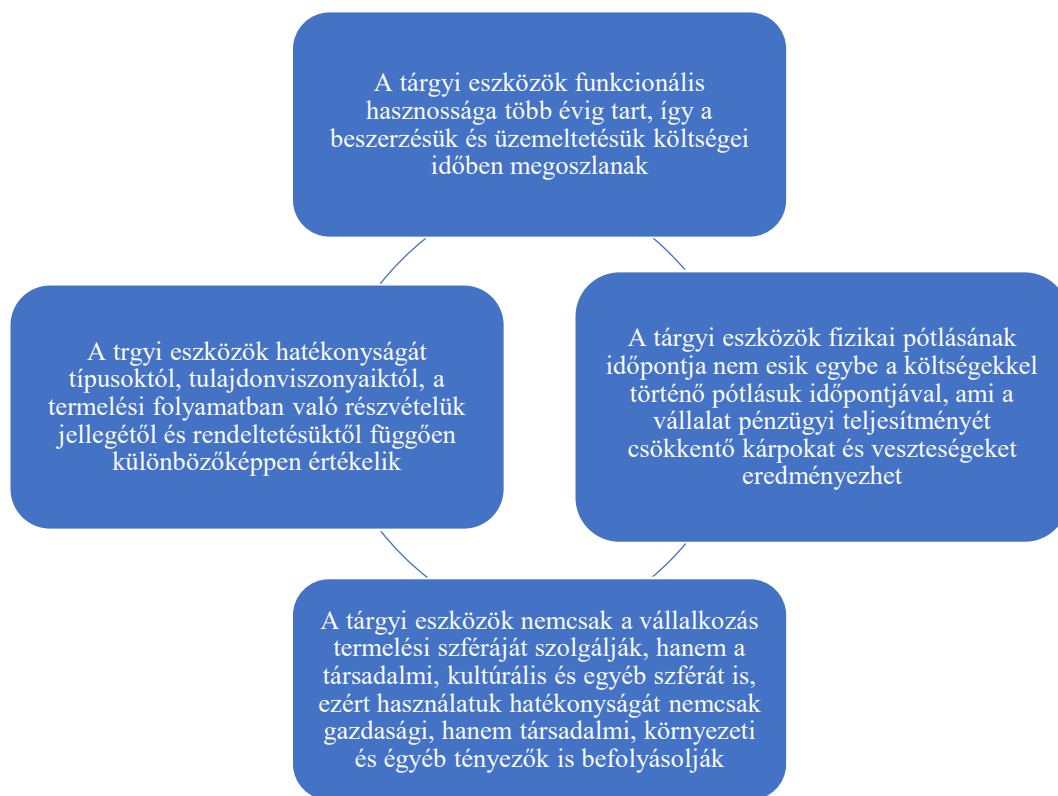 A tárgyi eszközök funkcionális
hasznossága több évig tart, így a
beszerzésük és üzemeltetésük költségei
időben megoszlanak
A trgyi eszközök hatékonyságát
típusoktól, tulajdonviszonyaiktól, a
termelési folyamatban való részvételük
jellegétől és rendeltetésüktől függően
különbözőképpen értékelik
A tárgyi eszközök fizikai pótlásának
időpontja nem esik egybe a költségekkel
történő pótlásuk időpontjával, ami a
vállalat pénzügyi teljesítményét
csökkentő kárpokat és veszteségeket
eredményezhet
A tárgyi eszközök nemcsak a vállalkozás
termelési szféráját szolgálják, hanem a
társadalmi, kultúrális és egyéb szférát is,
ezért használatuk hatékonyságát nemcsak
gazdasági, hanem társadalmi, környezeti
és égyéb tényezők is befolyásolják